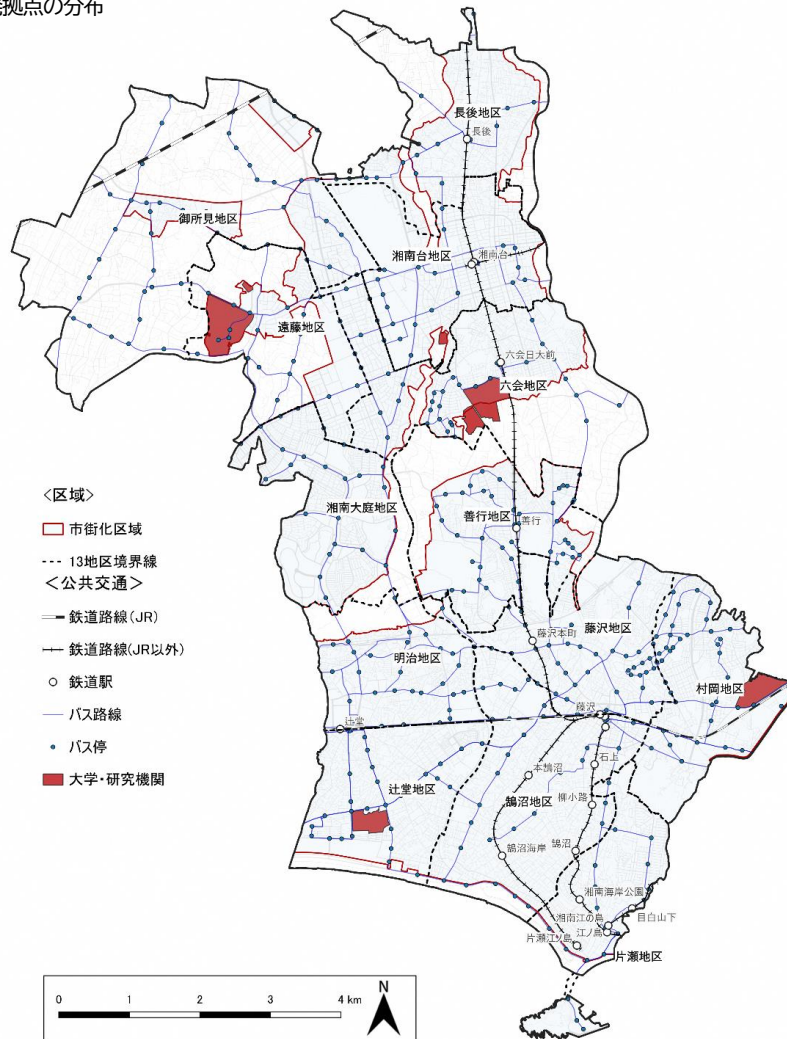 拠点の分布
長後地区
長後
御所見地区
湘南台地区
湘南台
遠藤地区
六会日大前
六会地区
湘南大庭地区
善行地区
善行
<区域>
市街化区域
13地区境界線
<公共交通>
鉄道路線(JR)
鉄道路線(JR以外)
鉄道駅
バス路線
バス停
大学・研究機関
藤沢本町
藤沢地区
明治地区
村岡地区
藤沢
辻堂
石上
本鵠沼
辻堂地区
鵠沼地区
柳小路
鵠沼
鵠沼海岸
湘南海岸公園
湘南江の島
目白山下
江ノ島
片瀬江ノ島
片瀬地区
0 1 2 3 4 km
N